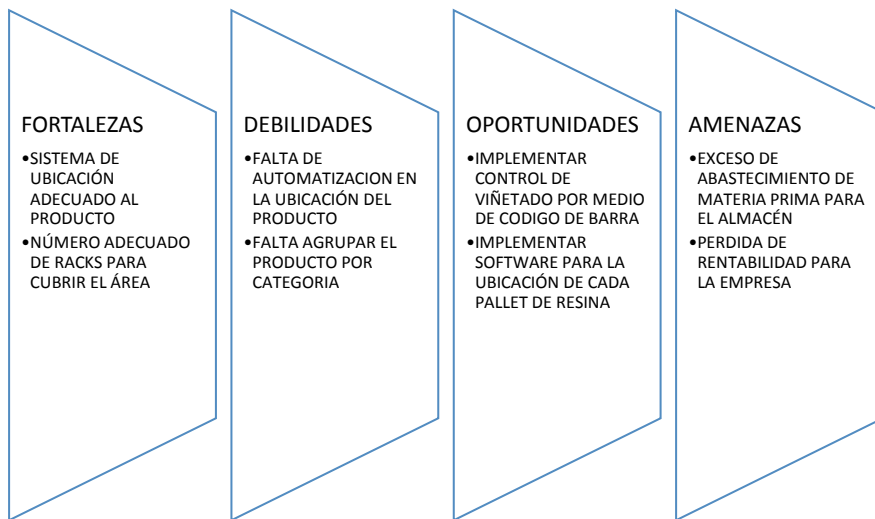 FORTALEZAS
•SISTEMA DE
UBICACIÓN
ADECUADO AL
PRODUCTO
•NÚMERO ADECUADO
DE RACKS PARA
CUBRIR EL ÁREA
DEBILIDADES
•FALTA DE
AUTOMATIZACION EN
LA UBICACIÓN DEL
PRODUCTO
•FALTA AGRUPAR EL
PRODUCTO POR
CATEGORIA
OPORTUNIDADES
•IMPLEMENTAR
CONTROL DE
VIÑETADO POR MEDIO
DE CODIGO DE BARRA
•IMPLEMENTAR
SOFTWARE PARA LA
UBICACIÓN DE CADA
PALLET DE RESINA
AMENAZAS
•EXCESO DE
ABASTECIMIENTO DE
MATERIA PRIMA PARA
EL ALMACÉN
•PERDIDA DE
RENTABILIDAD PARA
LA EMPRESA